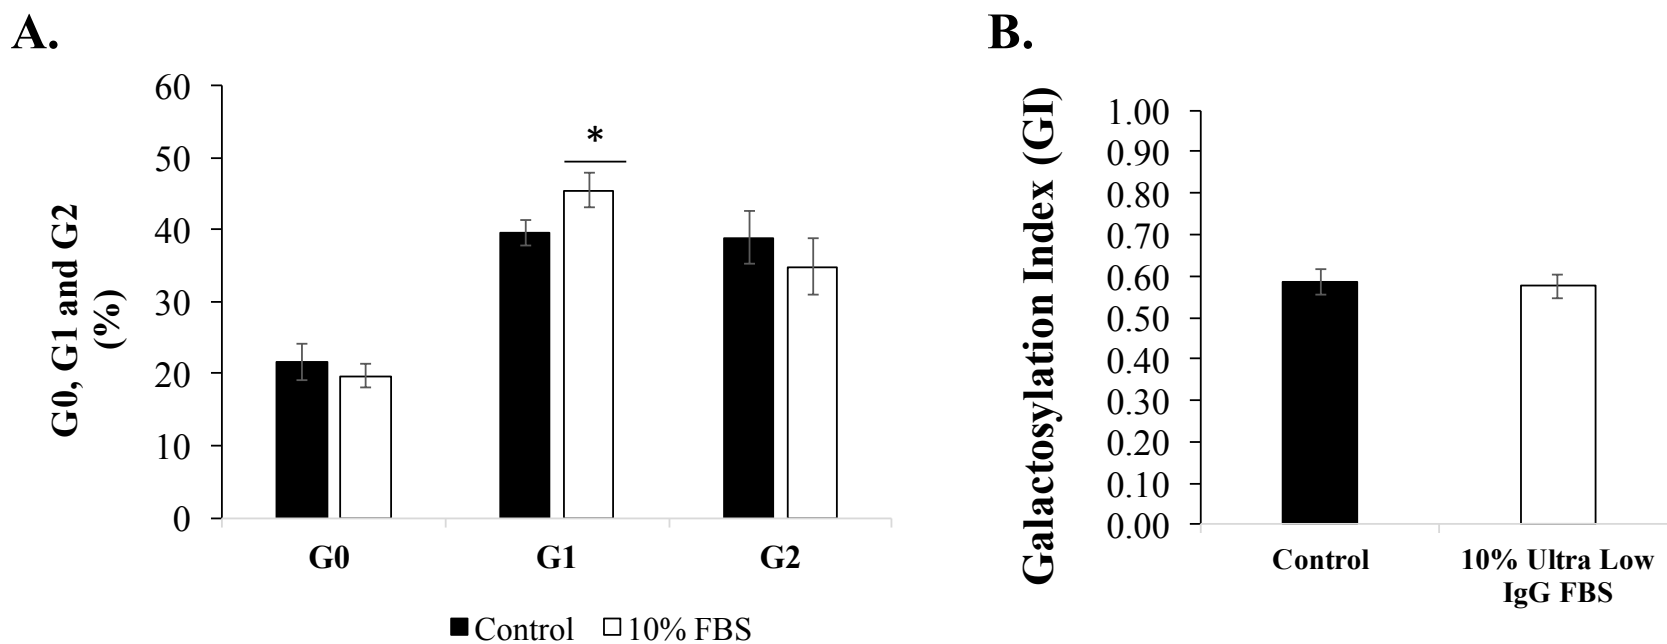 A.
60
50
40
30
20
10
0
G0, G1 and G2
(%)
*
G0
G1
G2
Control
10% FBS
B.
Galactosylation Index (GI)
1.00
0.90
0.80
0.70
0.60
0.50
0.40
0.30
0.20
0.10
0.00
Control
10% Ultra Low
IgG FBS